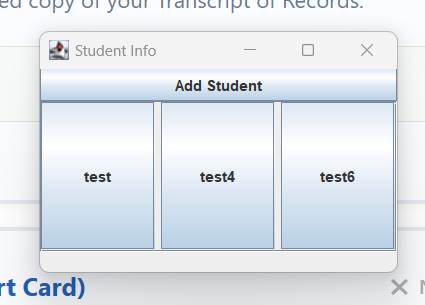 ed copy of your Transcript of Records.
Student Info
Add Student
test test4 test6
rt Card)